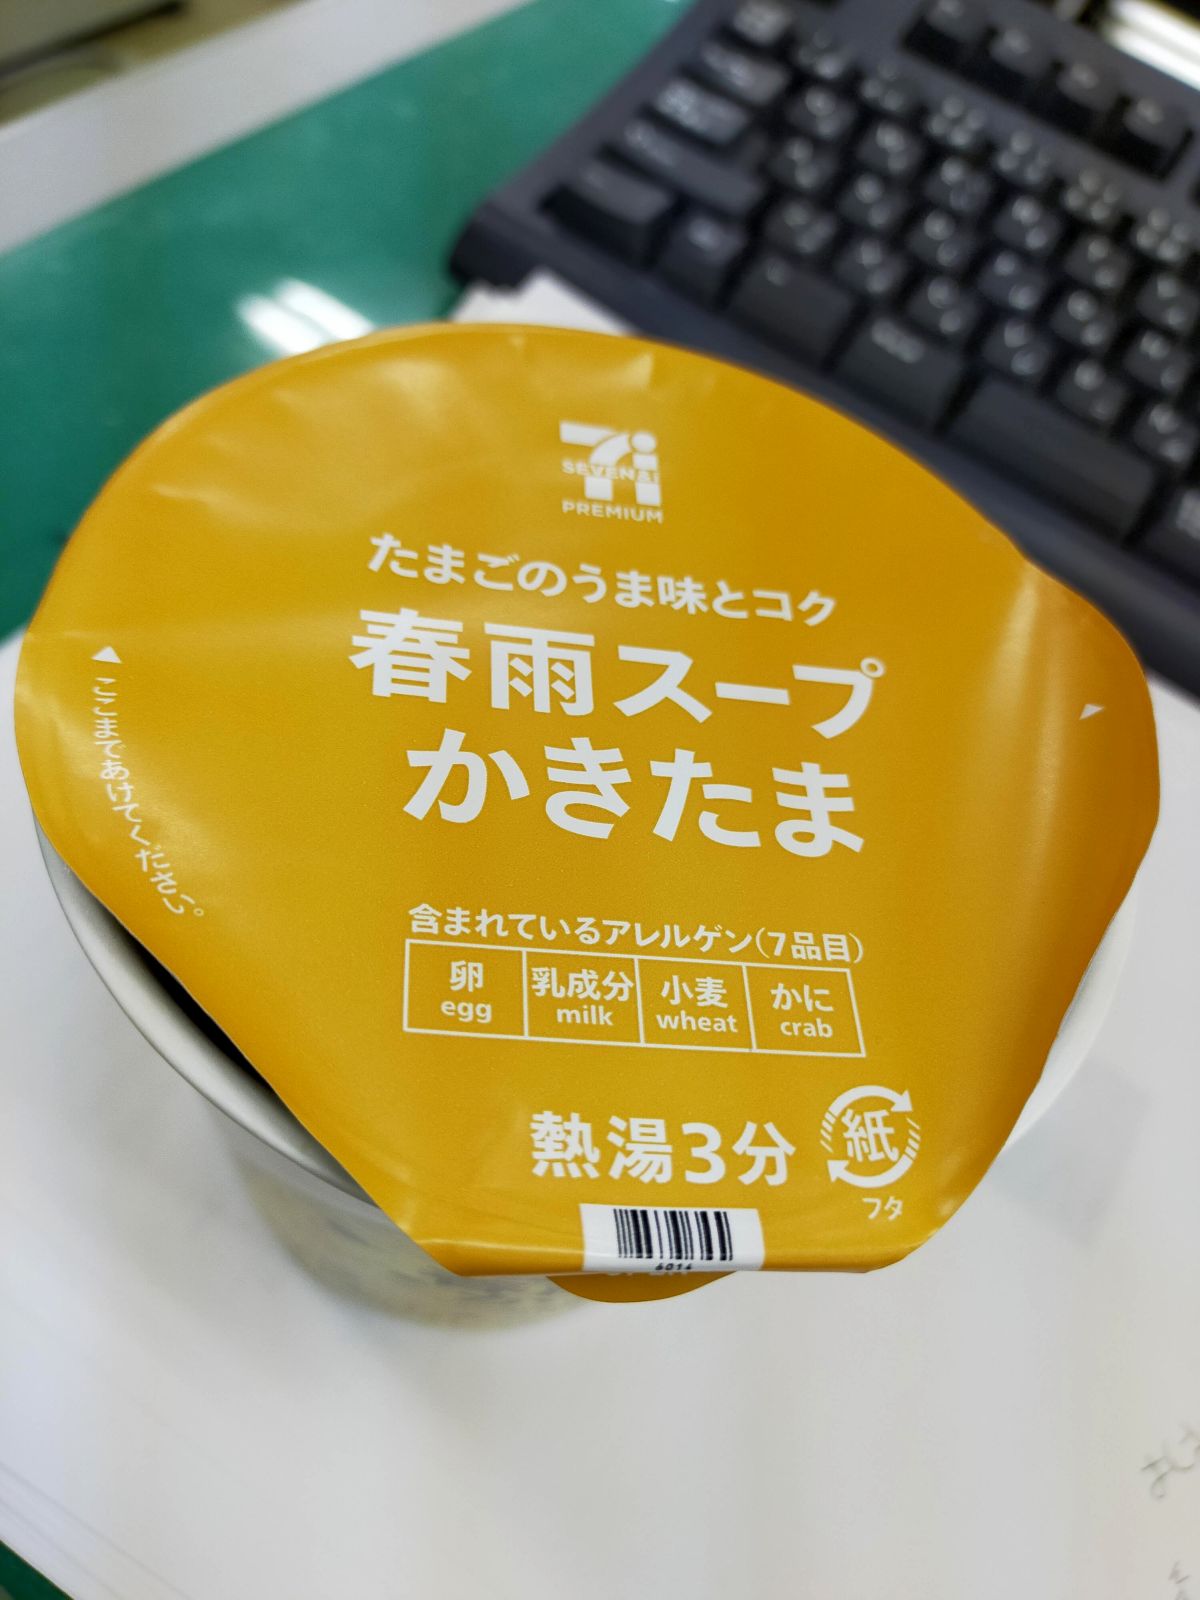 SEVEN&i
PREMIUM
たまごのうま味とコク
春雨スープ
かきたま
ここまであけてください。
含まれているアレルゲン(7品目)
卵 乳成分 小麦 かに
egg milk wheat crab
熱湯3分
紙
フタ
6014